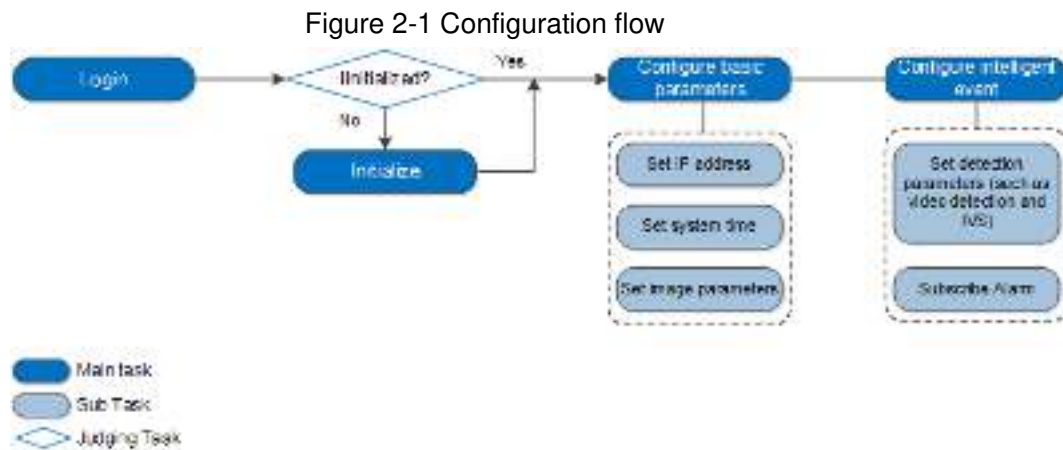 Figure 2-1 Configuration flow
Login
Initialized?
Yes
No
Initialize
Configure basic
parameters
Set IP address
Set system time
Set image parameters
Configure intelligent
event
Set detection
parameters (such as
video detection and
IVS)
Subscribe Alarm
Main task
Sub Task
Judging Task